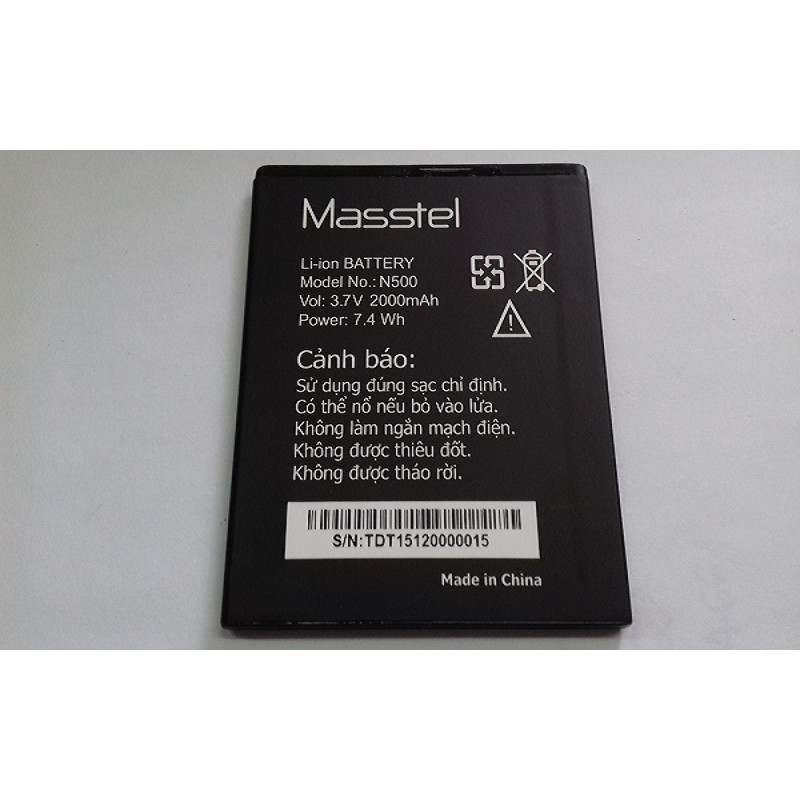 Masstel
Li-ion BATTERY
Model No.: N500
Vol: 3.7V 2000mAh
Power: 7.4 Wh
Cảnh báo:
Sử dụng đúng sạc chỉ định.
Có thể nổ nếu bỏ vào lửa.
Không làm ngắn mạch điện.
Không được thiêu đốt.
Không được tháo rời.
S/N:TDT15120000015
Made in China